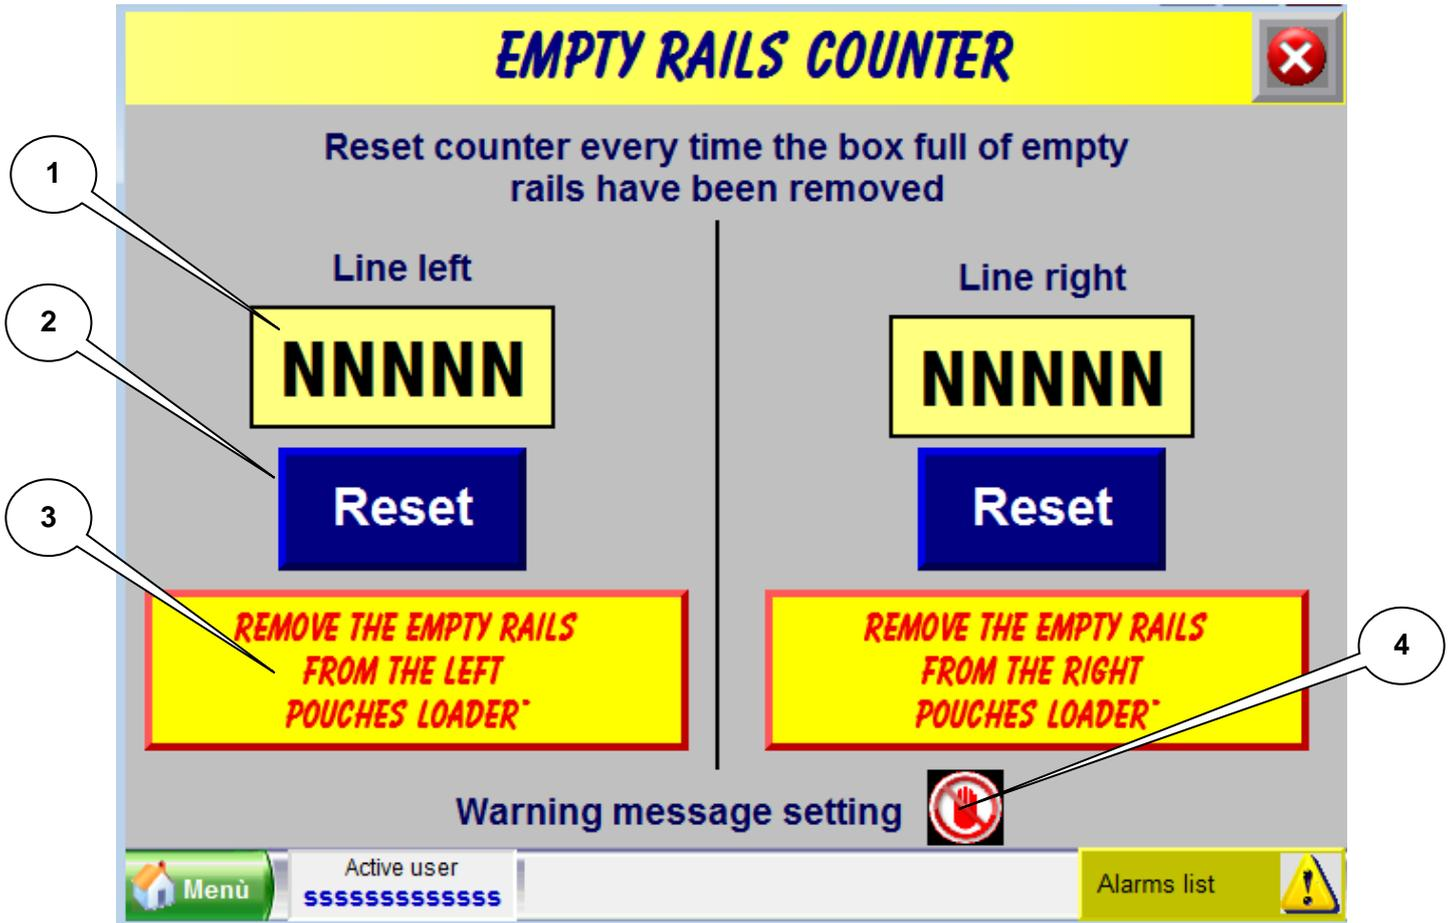 EMPTY RAILS COUNTER
Reset counter every time the box full of empty
rails have been removed
1
Line left
Line right
2
NNNNN
NNNNN
Reset
Reset
3
REMOVE THE EMPTY RAILS
FROM THE LEFT
POUCHES LOADER"
REMOVE THE EMPTY RAILS
FROM THE RIGHT
POUCHES LOADER"
4
Warning message setting
Menù
Active user
sssssssssssss
Alarms list